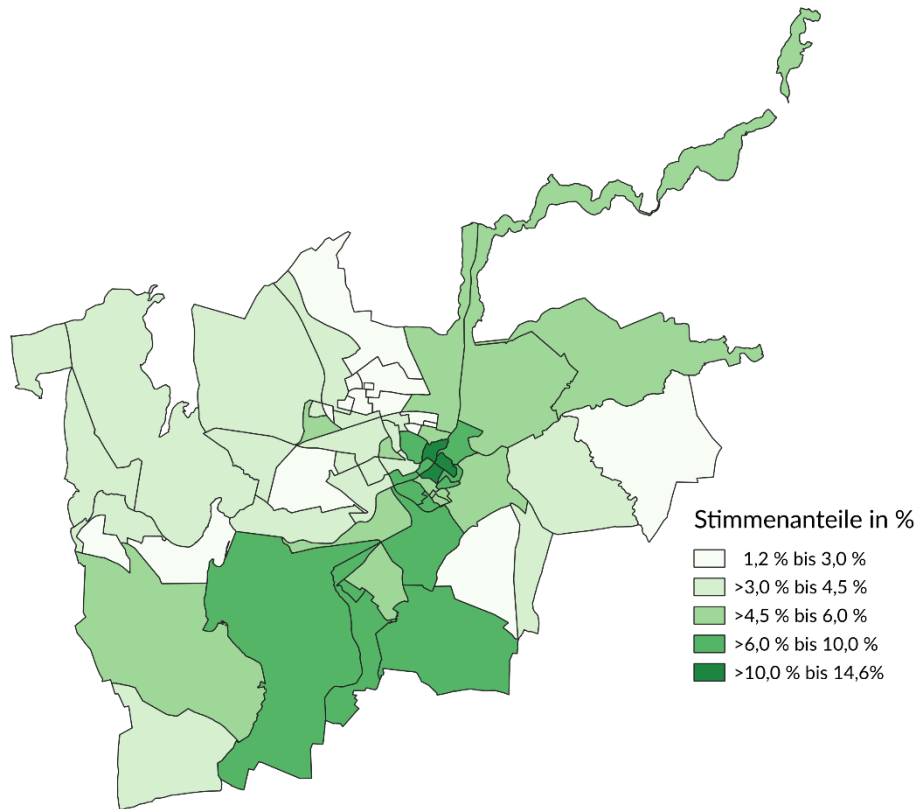 Stimmenanteile in %
1,2 % bis 3,0 %
>3,0 % bis 4,5 %
>4,5 % bis 6,0 %
>6,0 % bis 10,0 %
>10,0 % bis 14,6%